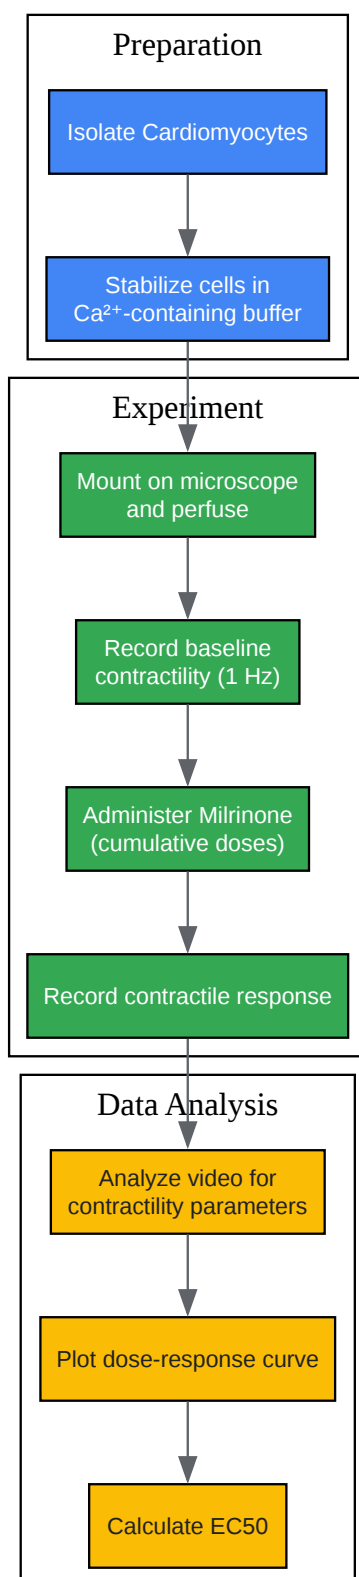 Preparation
Isolate Cardiomyocytes
Stabilize cells in
Ca²⁺-containing buffer
Experiment
Mount on microscope
and perfuse
Record baseline
contractility (1 Hz)
Administer Milrinone
(cumulative doses)
Record contractile response
Data Analysis
Analyze video for
contractility parameters
Plot dose-response curve
Calculate EC50